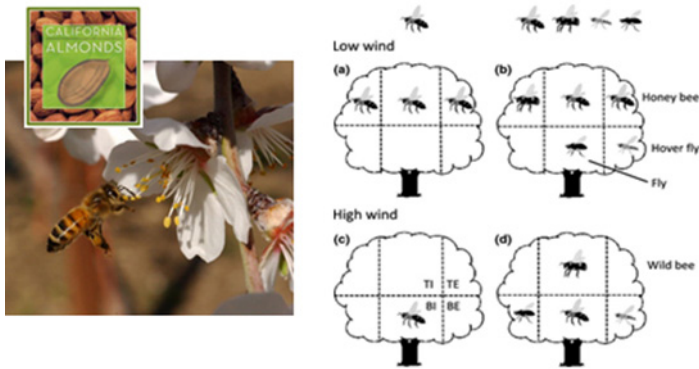 CALIFORNIA
ALMONDS
Low wind
(a)
(b)
Honey bee
Hover fly
Fly
High wind
(c)
(d)
TI TE
BI BE
Wild bee